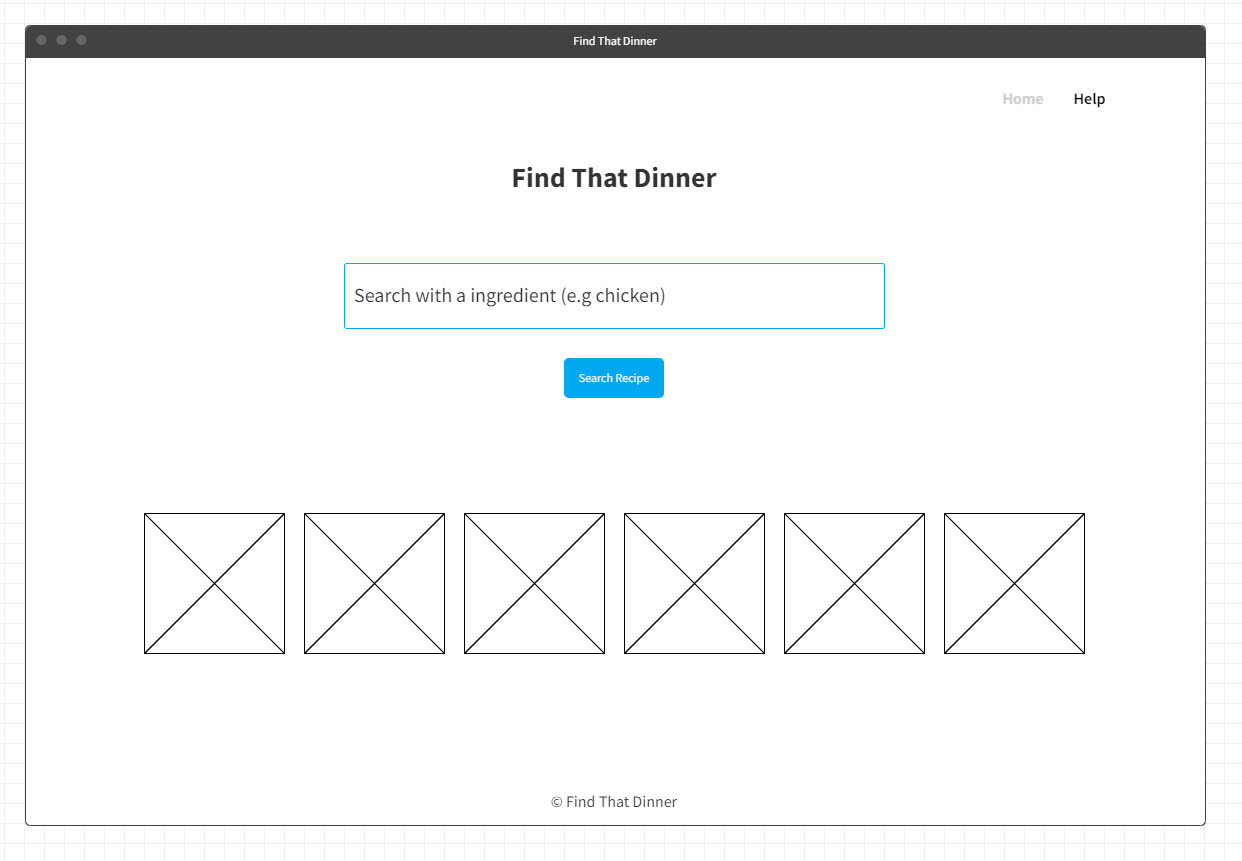 Find That Dinner
Home Help
Find That Dinner
Search with a ingredient (e.g chicken)
Search Recipe
© Find That Dinner